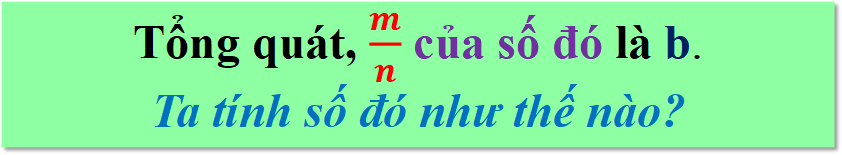 Tổng quát, m/n của số đó là b.
Ta tính số đó như thế nào?